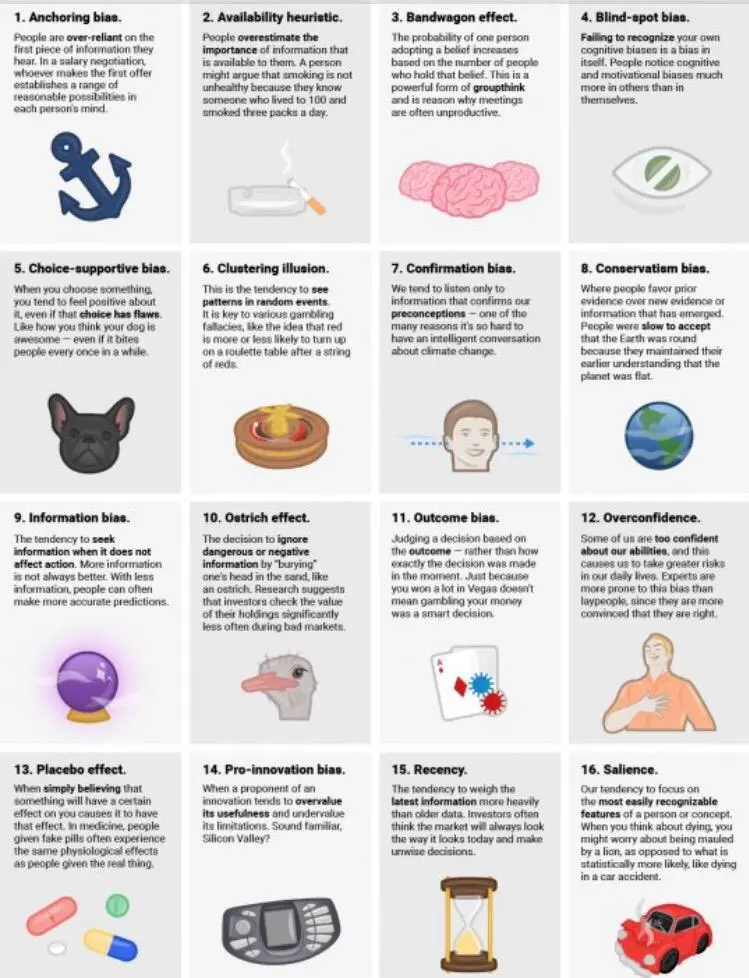 1. Anchoring bias.
People are over-reliant on the
first piece of information they
hear. In a salary negotiation,
whoever makes the first offer
establishes a range of
reasonable possibilities in
each person's mind.
2. Availability heuristic.
People overestimate the
importance of information that
is available to them. A person
might argue that smoking is not
unhealthy because they know
someone who lived to 100 and
smoked three packs a day.
3. Bandwagon effect.
The probability of one person
adopting a belief increases
based on the number of people
who hold that belief. This is a
powerful form of groupthink
and is reason why meetings
are often unproductive.
4. Blind-spot bias.
Failing to recognize your own
cognitive biases is a bias in
itself. People notice cognitive
and motivational biases much
more in others than in
themselves.
5. Choice-supportive bias.
When you choose something,
you tend to feel positive about
it, even if that choice has flaws.
Like how you think your dog is
awesome — even if it bites
people every once in a while.
6. Clustering illusion.
This is the tendency to see
patterns in random events.
It is key to various gambling
fallacies, like the idea that red
is more or less likely to turn up
on a roulette table after a string
of reds.
7. Confirmation bias.
We tend to listen only to
information that confirms our
preconceptions — one of the
many reasons it's so hard to
have an intelligent conversation
about climate change.
8. Conservatism bias.
Where people favor prior
evidence over new evidence or
information that has emerged.
People were slow to accept
that the Earth was round
because they maintained their
earlier understanding that the
planet was flat.
9. Information bias.
The tendency to seek
information when it does not
affect action. More information
is not always better. With less
information, people can often
make more accurate predictions.
10. Ostrich effect.
The decision to ignore
dangerous or negative
information by "burying"
one's head in the sand, like
an ostrich. Research suggests
that investors check the value
of their holdings significantly
less often during bad markets.
11. Outcome bias.
Judging a decision based on
the outcome — rather than how
exactly the decision was made
in the moment. Just because
you won a lot in Vegas doesn't
mean gambling your money
was a smart decision.
A
12. Overconfidence.
Some of us are too confident
about our abilities, and this
causes us to take greater risks
in our daily lives. Experts are
more prone to this bias than
laypeople, since they are more
convinced that they are right.
13. Placebo effect.
When simply believing that
something will have a certain
effect on you causes it to have
that effect. In medicine, people
given fake pills often experience
the same physiological effects
as people given the real thing.
14. Pro-innovation bias.
When a proponent of an
innovation tends to overvalue
its usefulness and undervalue
its limitations. Sound familiar,
Silicon Valley?
15. Recency.
The tendency to weigh the
latest information more heavily
than older data. Investors often
think the market will always look
the way it looks today and make
unwise decisions.
16. Salience.
Our tendency to focus on
the most easily recognizable
features of a person or concept.
When you think about dying, you
might worry about being mauled
by a lion, as opposed to what is
statistically more likely, like dying
in a car accident.